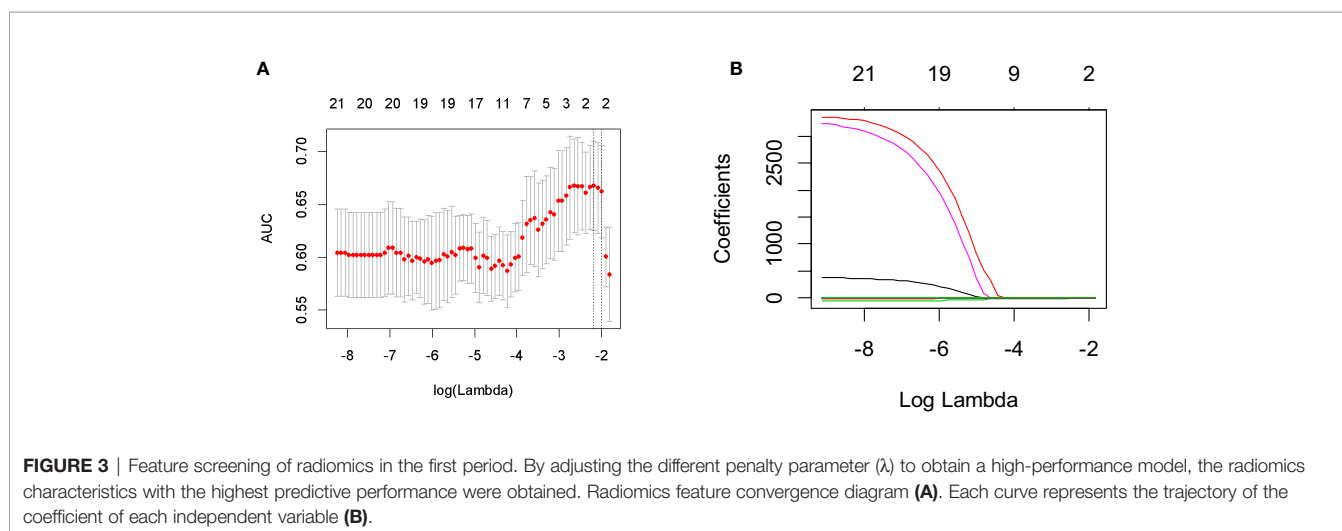 A
21 20 20 19 19 17 11 7 5 3 2 2
0.70
0.65
0.60
0.55
AUC
-8 -7 -6 -5 -4 -3 -2
log(Lambda)
B
21 19 9 2
2500
1000
0
Coefficients
-8 -6 -4 -2
Log Lambda
FIGURE 3 | Feature screening of radiomics in the first period. By adjusting the different penalty parameter (λ) to obtain a high-performance model, the radiomics
characteristics with the highest predictive performance were obtained. Radiomics feature convergence diagram (A). Each curve represents the trajectory of the
coefficient of each independent variable (B).